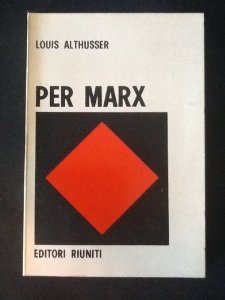 LOUIS ALTHUSSER
PER MARX
EDITORI RIUNITI